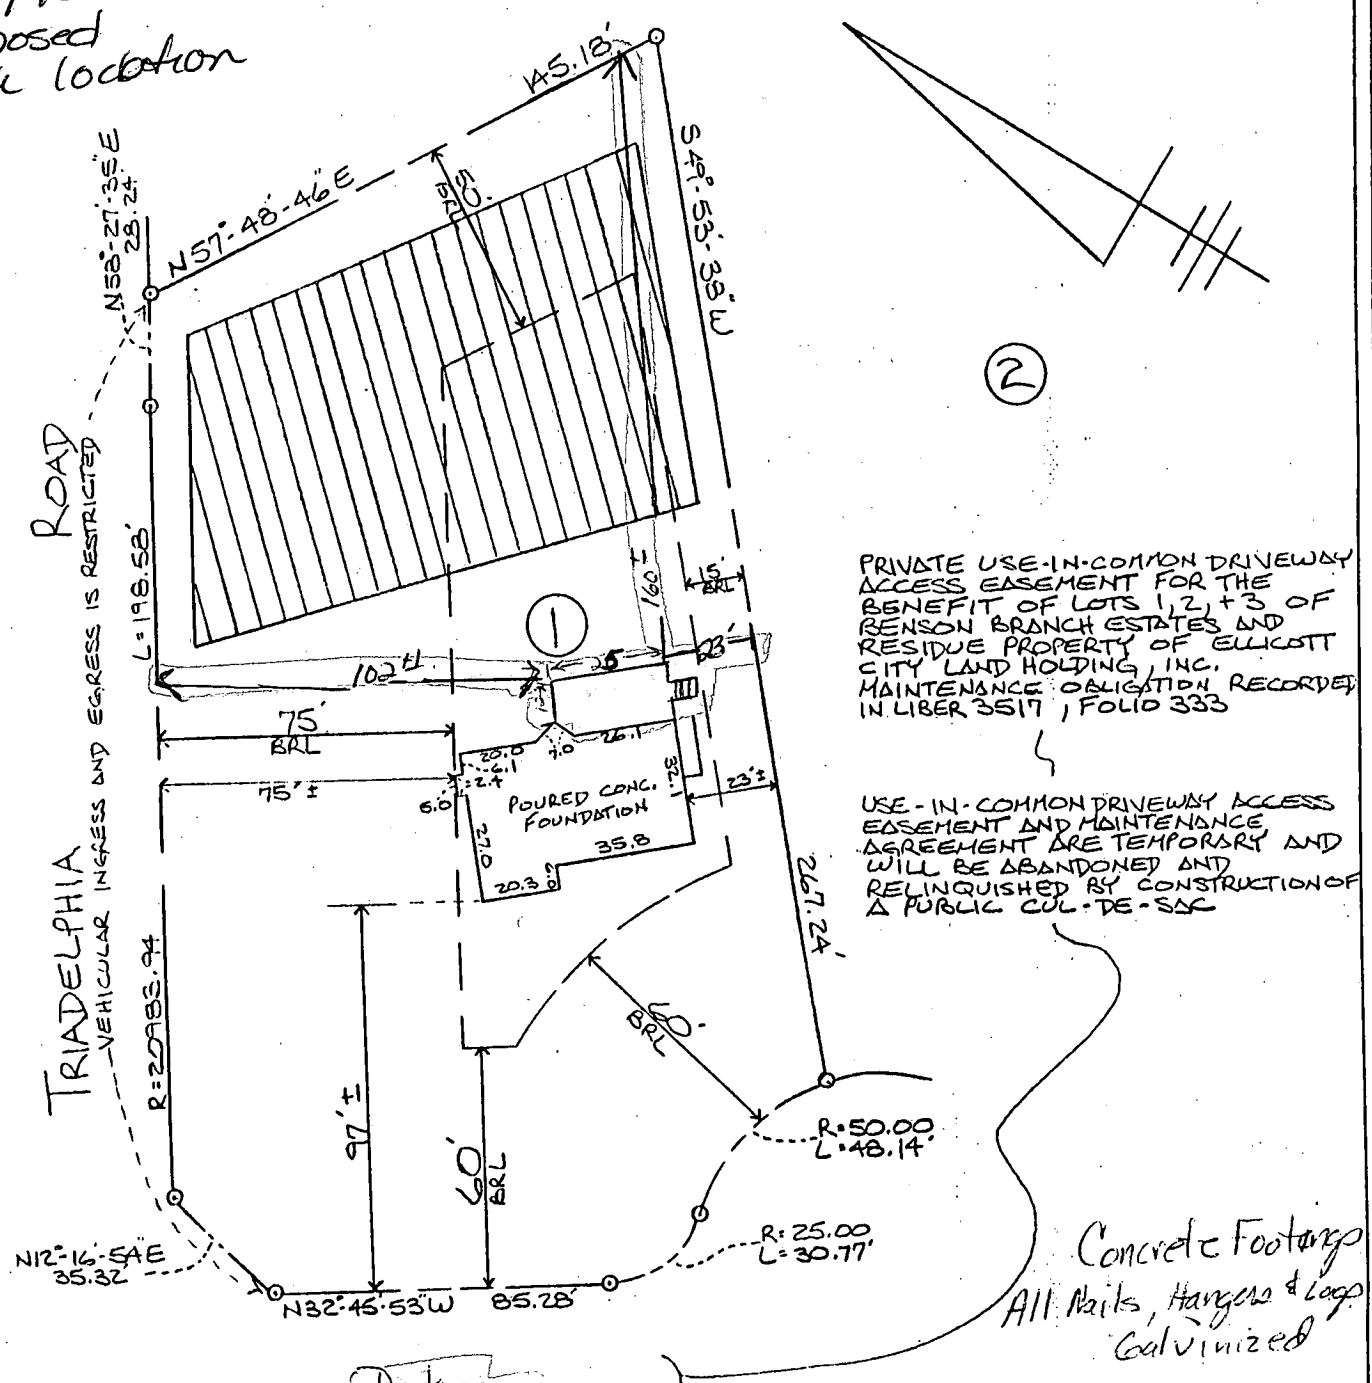 posed
location
145.18'
N57°-48'-46"E
N58°-27'-35"E
28.24'
50'
BRL
S49°-53'-38"W
2
ROAD
TRIADELPHIA
VEHICULAR INGRESS AND EGRESS IS RESTRICTED
L=198.58'
R=20983.94
1
160' ±
15'
BRL
102' ±
23'
75'
BRL
75' ±
20.0
6.1
2.4
6.0
7.0
26.1
32.1
23' ±
POURED CONC.
FOUNDATION
27.0
35.8
20.3
267.24'
97' ±
60'
BRL
60'
BRL
R=50.00
L=48.14'
R=25.00
L=30.77'
N12°-16'-54"E
35.32'
N32°-45'-53"W 85.28'
PRIVATE USE-IN-COMMON DRIVEWAY
ACCESS EASEMENT FOR THE
BENEFIT OF LOTS 1,2,+3 OF
BENSON BRANCH ESTATES AND
RESIDUE PROPERTY OF ELLICOTT
CITY LAND HOLDING, INC.
MAINTENANCE OBLIGATION RECORDED
IN LIBER 3517, FOLIO 333
USE-IN-COMMON DRIVEWAY ACCESS
EASEMENT AND MAINTENANCE
AGREEMENT ARE TEMPORARY AND
WILL BE ABANDONED AND
RELINQUISHED BY CONSTRUCTION OF
A PUBLIC CUL-DE-SAC
Concrete Footings
All Nails, Hangers & Lags
Galvinized